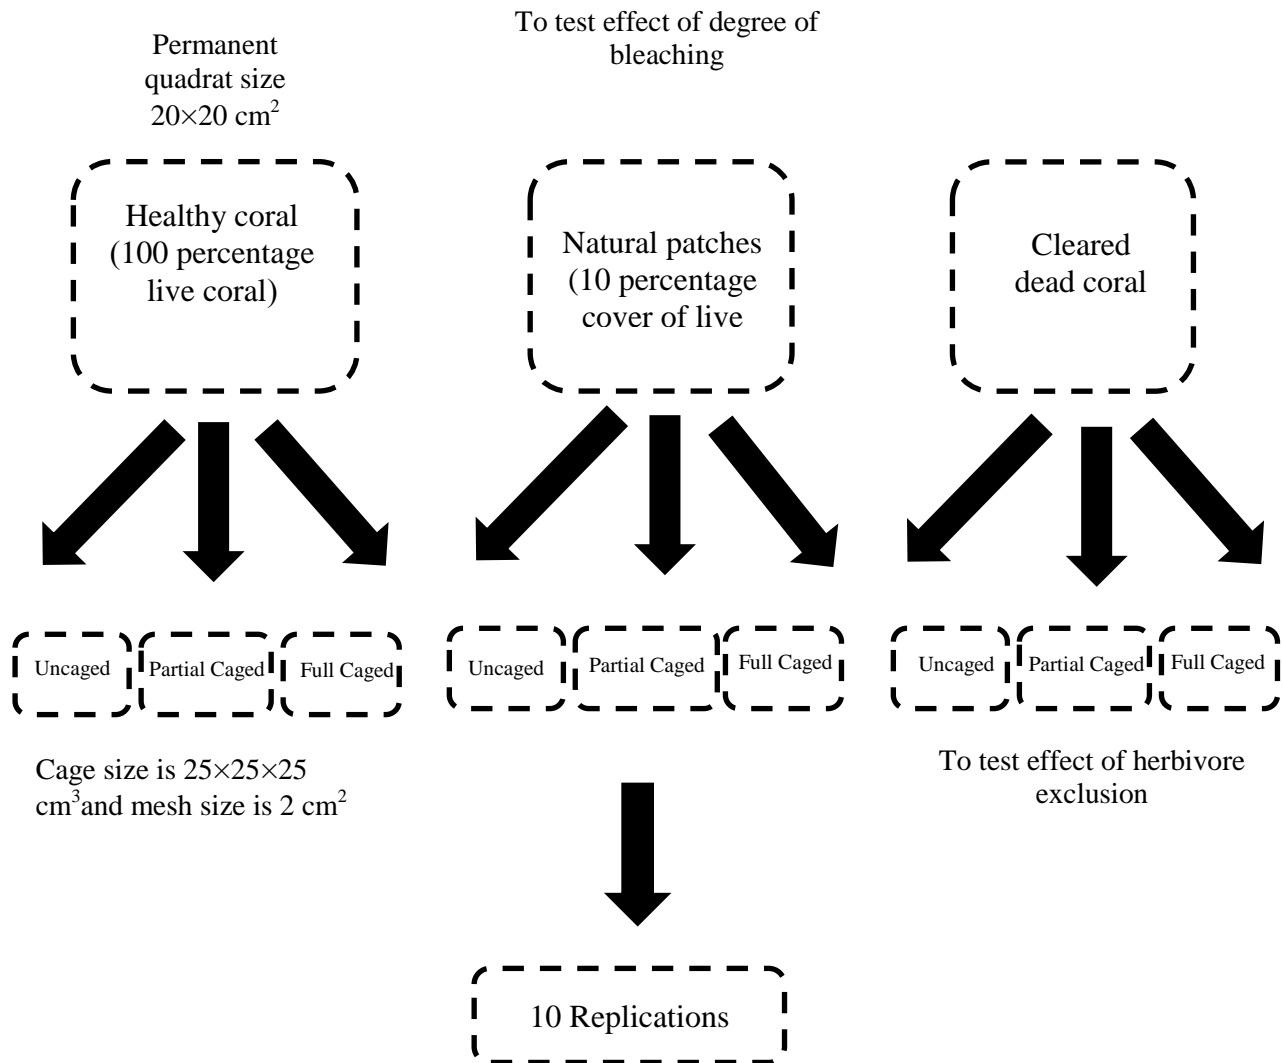 To test effect of degree of
bleaching
Permanent
quadrat size
20×20 cm²
Healthy coral
(100 percentage
live coral)
Natural patches
(10 percentage
cover of live
Cleared
dead coral
Uncaged
Partial Caged
Full Caged
Uncaged
Partial Caged
Full Caged
Uncaged
Partial Caged
Full Caged
Cage size is 25×25×25
cm³and mesh size is 2 cm²
To test effect of herbivore
exclusion
10 Replications